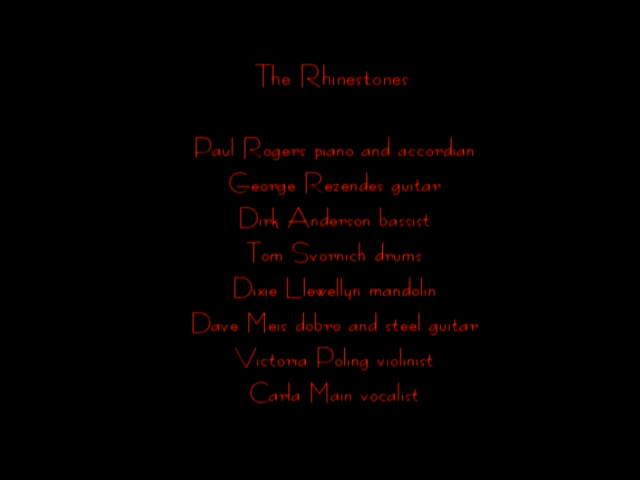 The Rhinestones
Paul Rogers piano and accordian
George Rezendes guitar
Dirk Anderson bassist
Tom Svornich drums
Dixie Llewellyn mandolin
Dave Meis dobro and steel guitar
Victoria Poling violinist
Carla Main vocalist